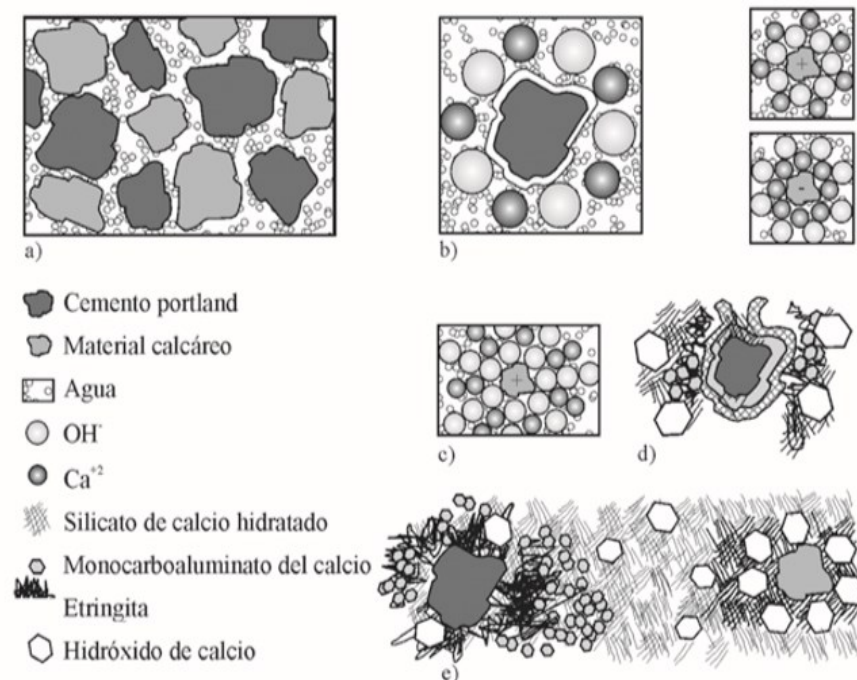 a)
b)
Cemento portland
Material calcáreo
Agua
OH⁻
Ca⁺²
c)
d)
Silicato de calcio hidratado
Monocarboaluminato del calcio
Etringita
Hidróxido de calcio
e)
+
-
+